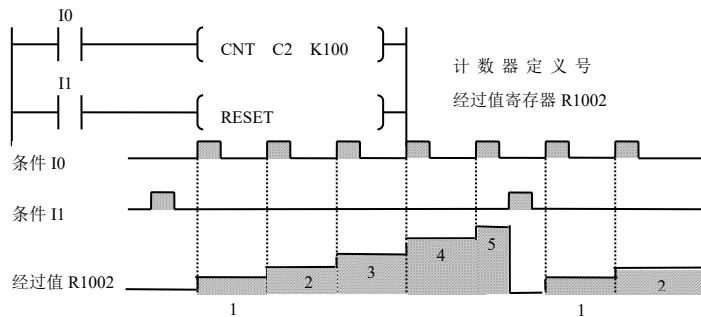 I0
CNT C2 K100
计数器定义号
I1
经过值寄存器 R1002
RESET
条件 I0
条件 I1
5
4
3
2
2
经过值 R1002
1
1